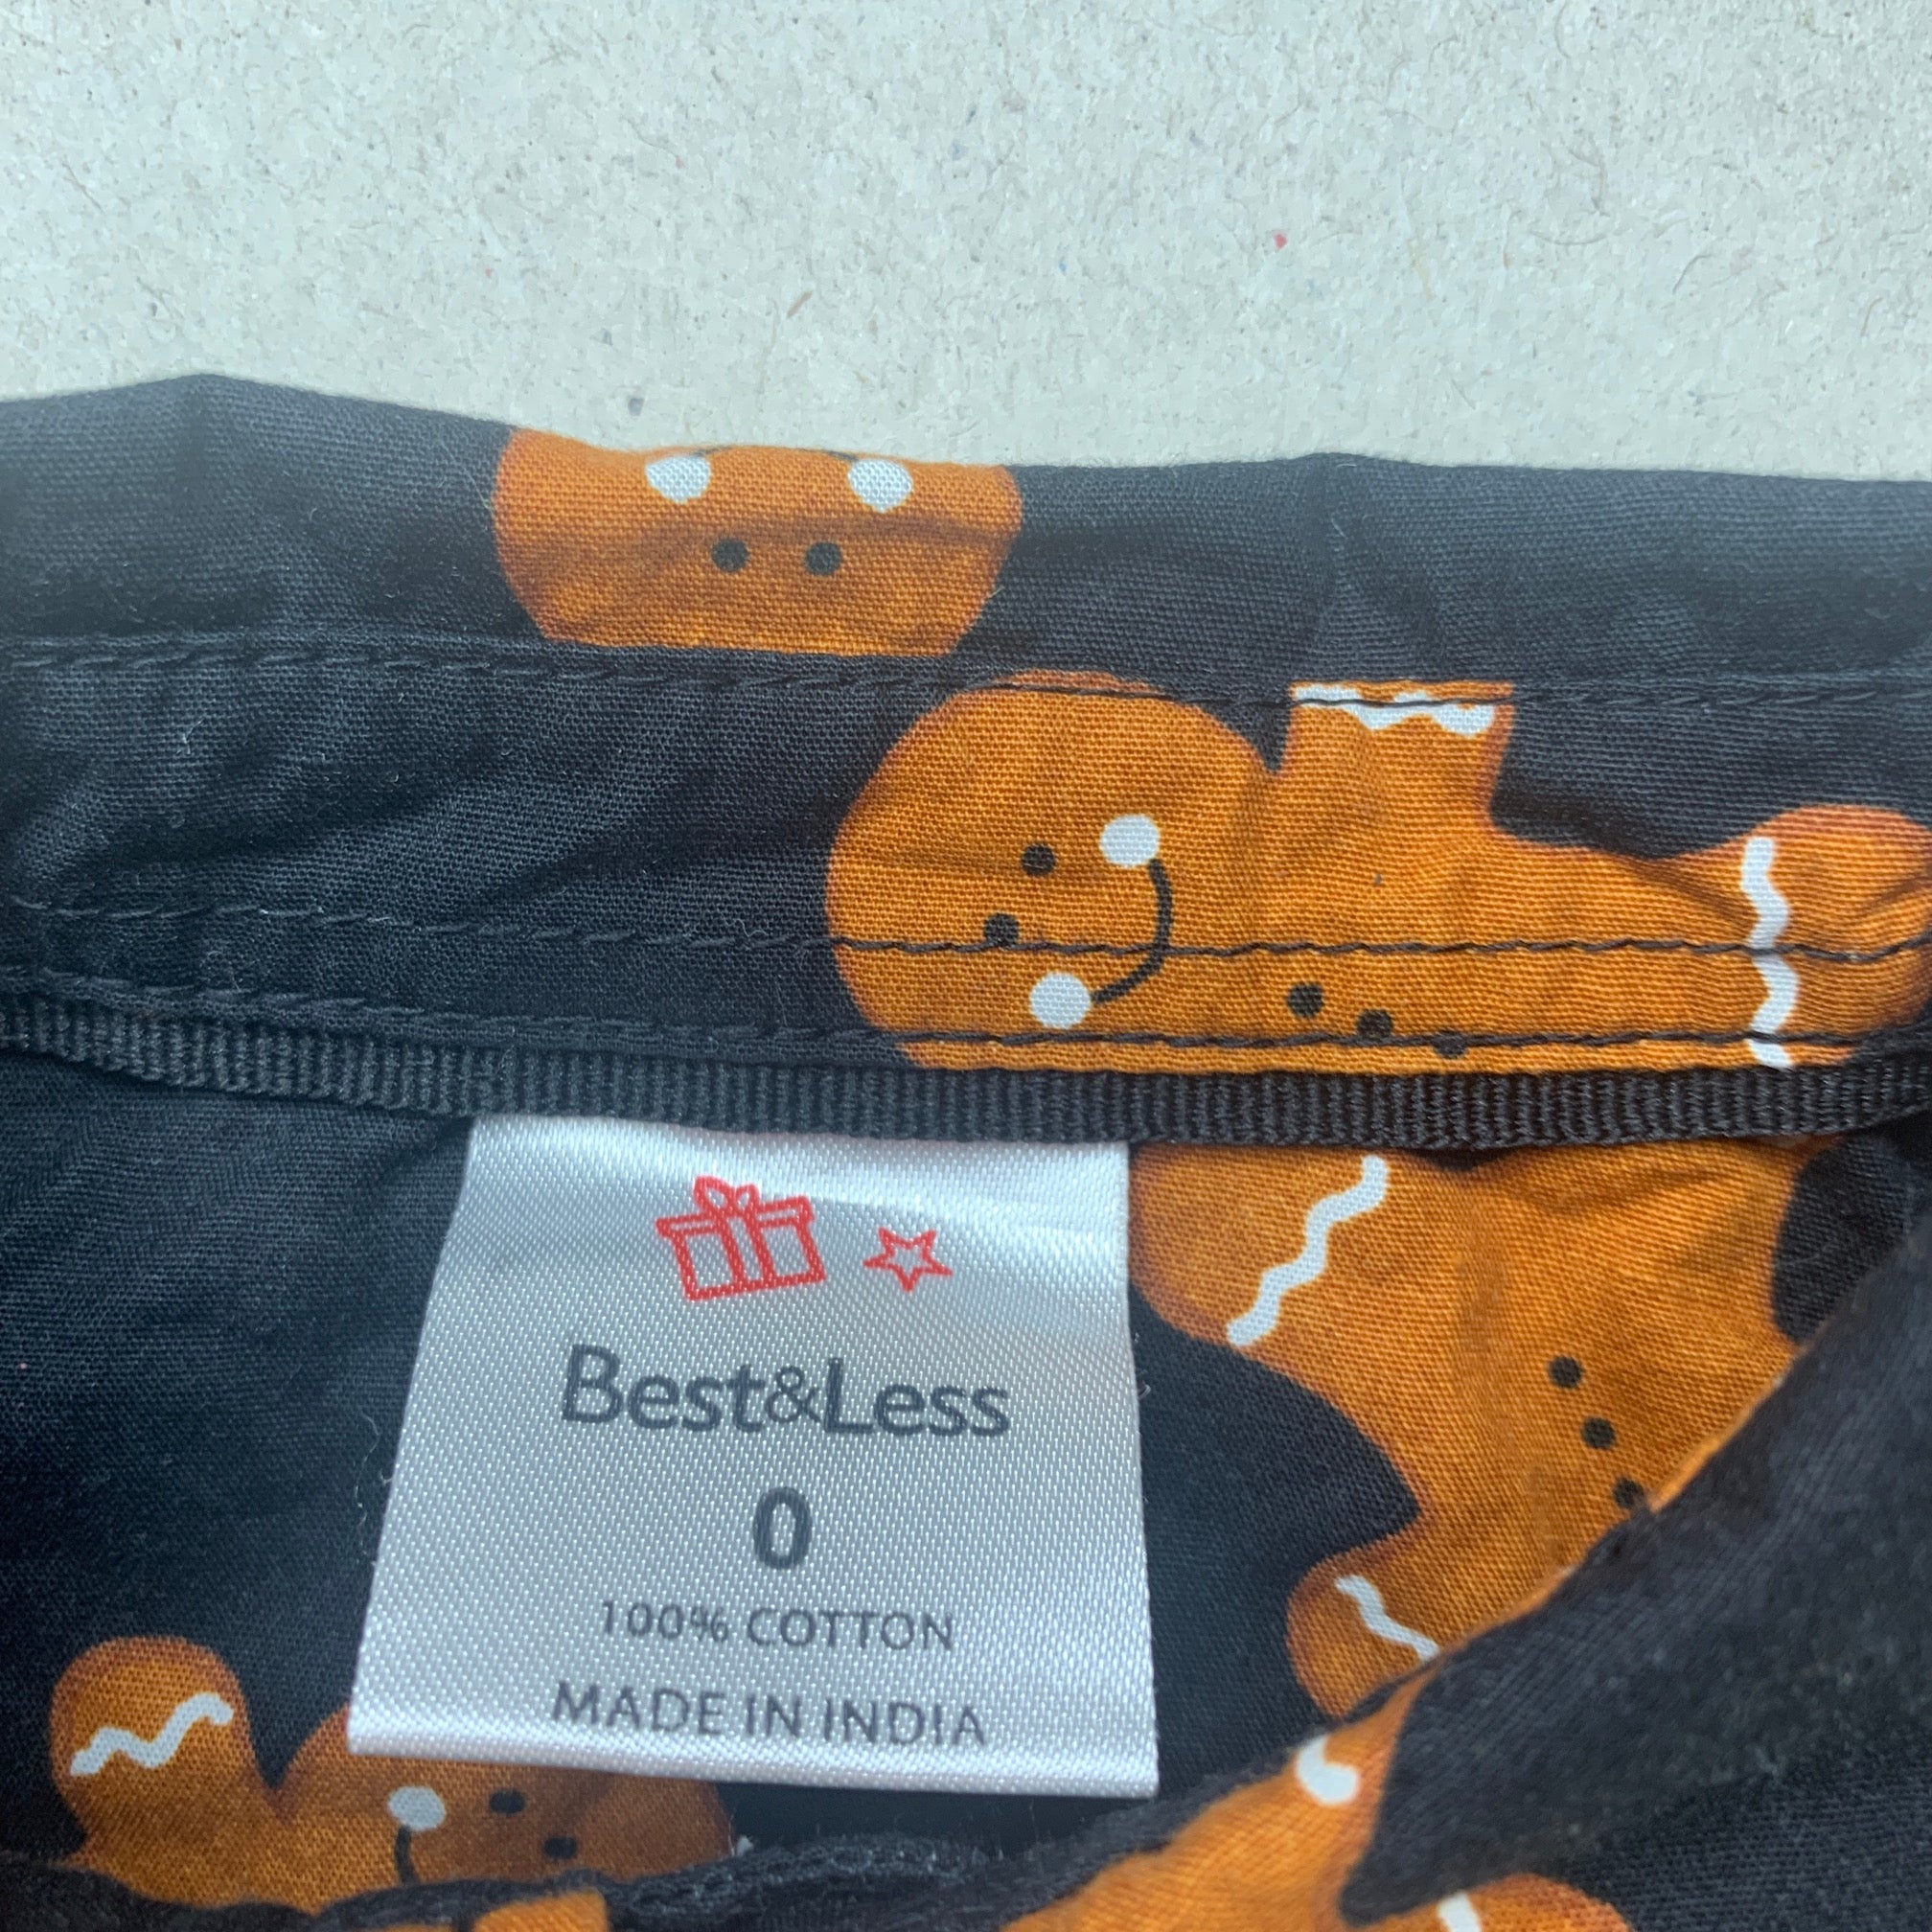 Best&Less
0
100% COTTON
MADE IN INDIA